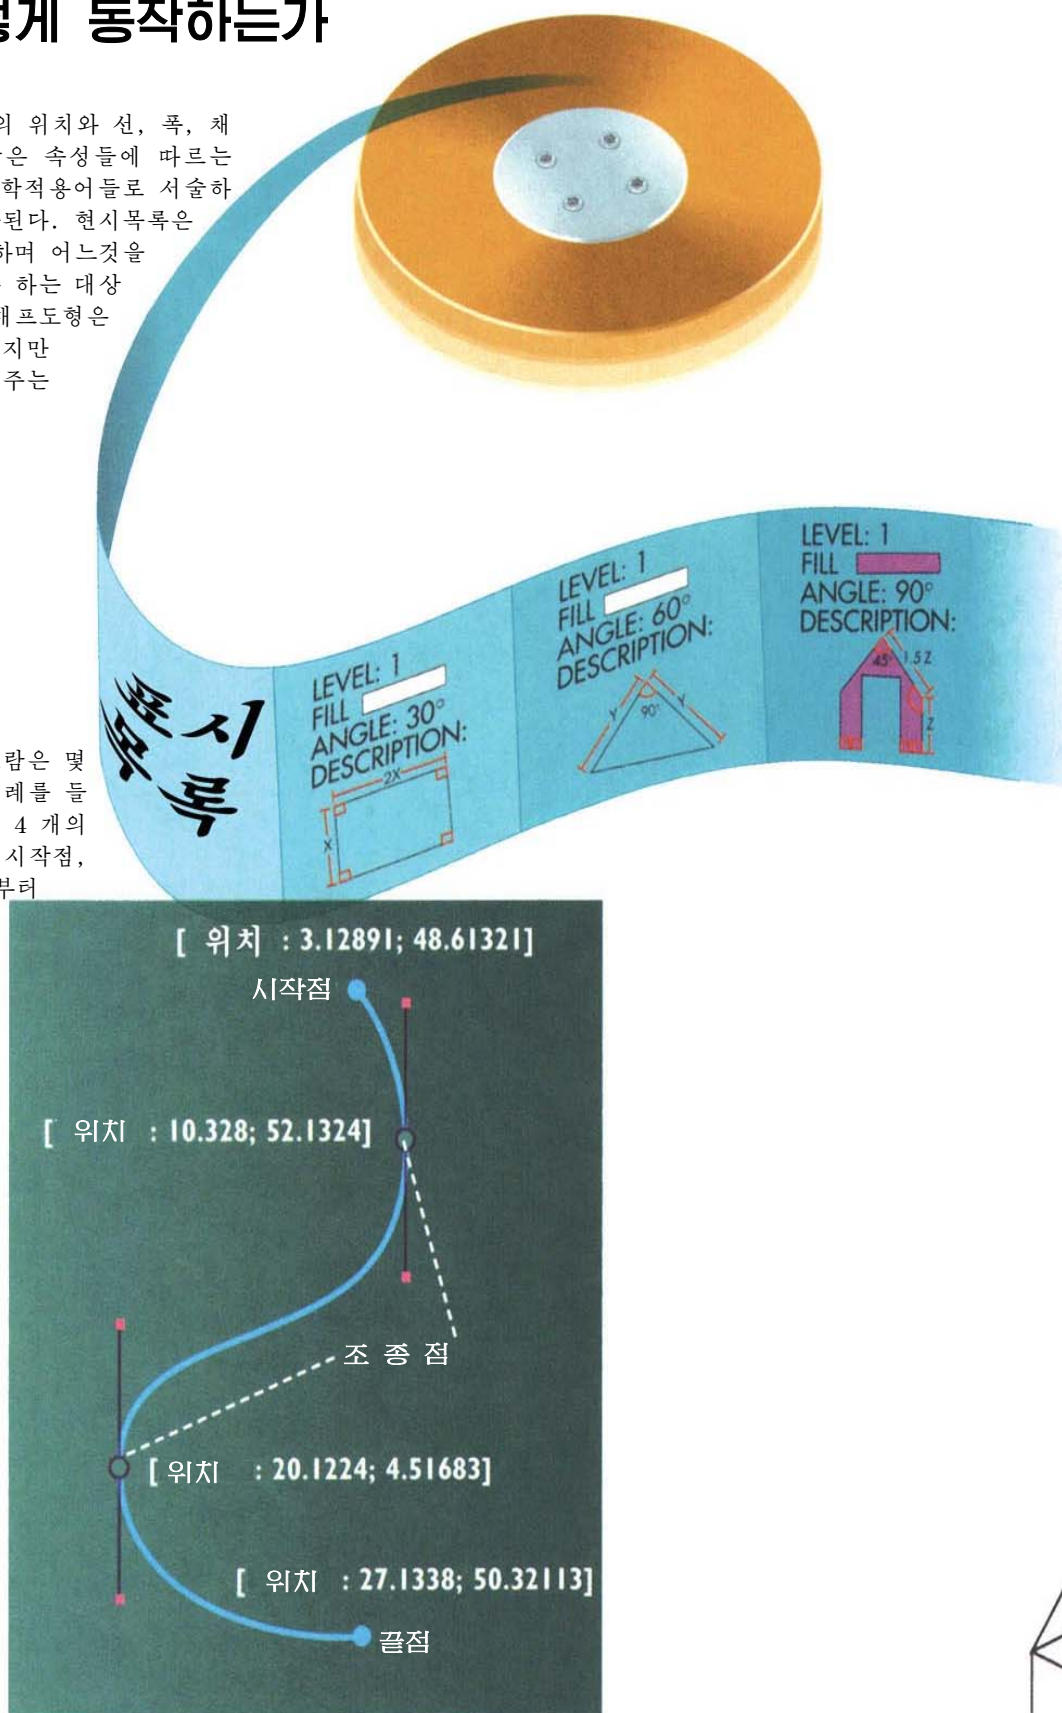 게 동작하는가
위치와 선, 폭, 채
은 속성들에 따르는
학적용어들로 서술하
된다. 현시목록은
하며 어느것을
하는 대상
래프도형은
지만
주는
LEVEL: 1
FILL
ANGLE: 30°
DESCRIPTION:
2X
X
LEVEL: 1
FILL
ANGLE: 60°
DESCRIPTION:
Y
Y
90°
LEVEL: 1
FILL
ANGLE: 90°
DESCRIPTION:
45°
1.5 Z
Z
표시
목록
람은 몇
레를 들
4 개의
시작점,
부터
[ 위치 : 3.12891; 48.61321]
시작점
[ 위치 : 10.328; 52.1324]
조 종 점
[ 위치 : 20.1224; 4.51683]
[ 위치 : 27.1338; 50.32113]
끝점